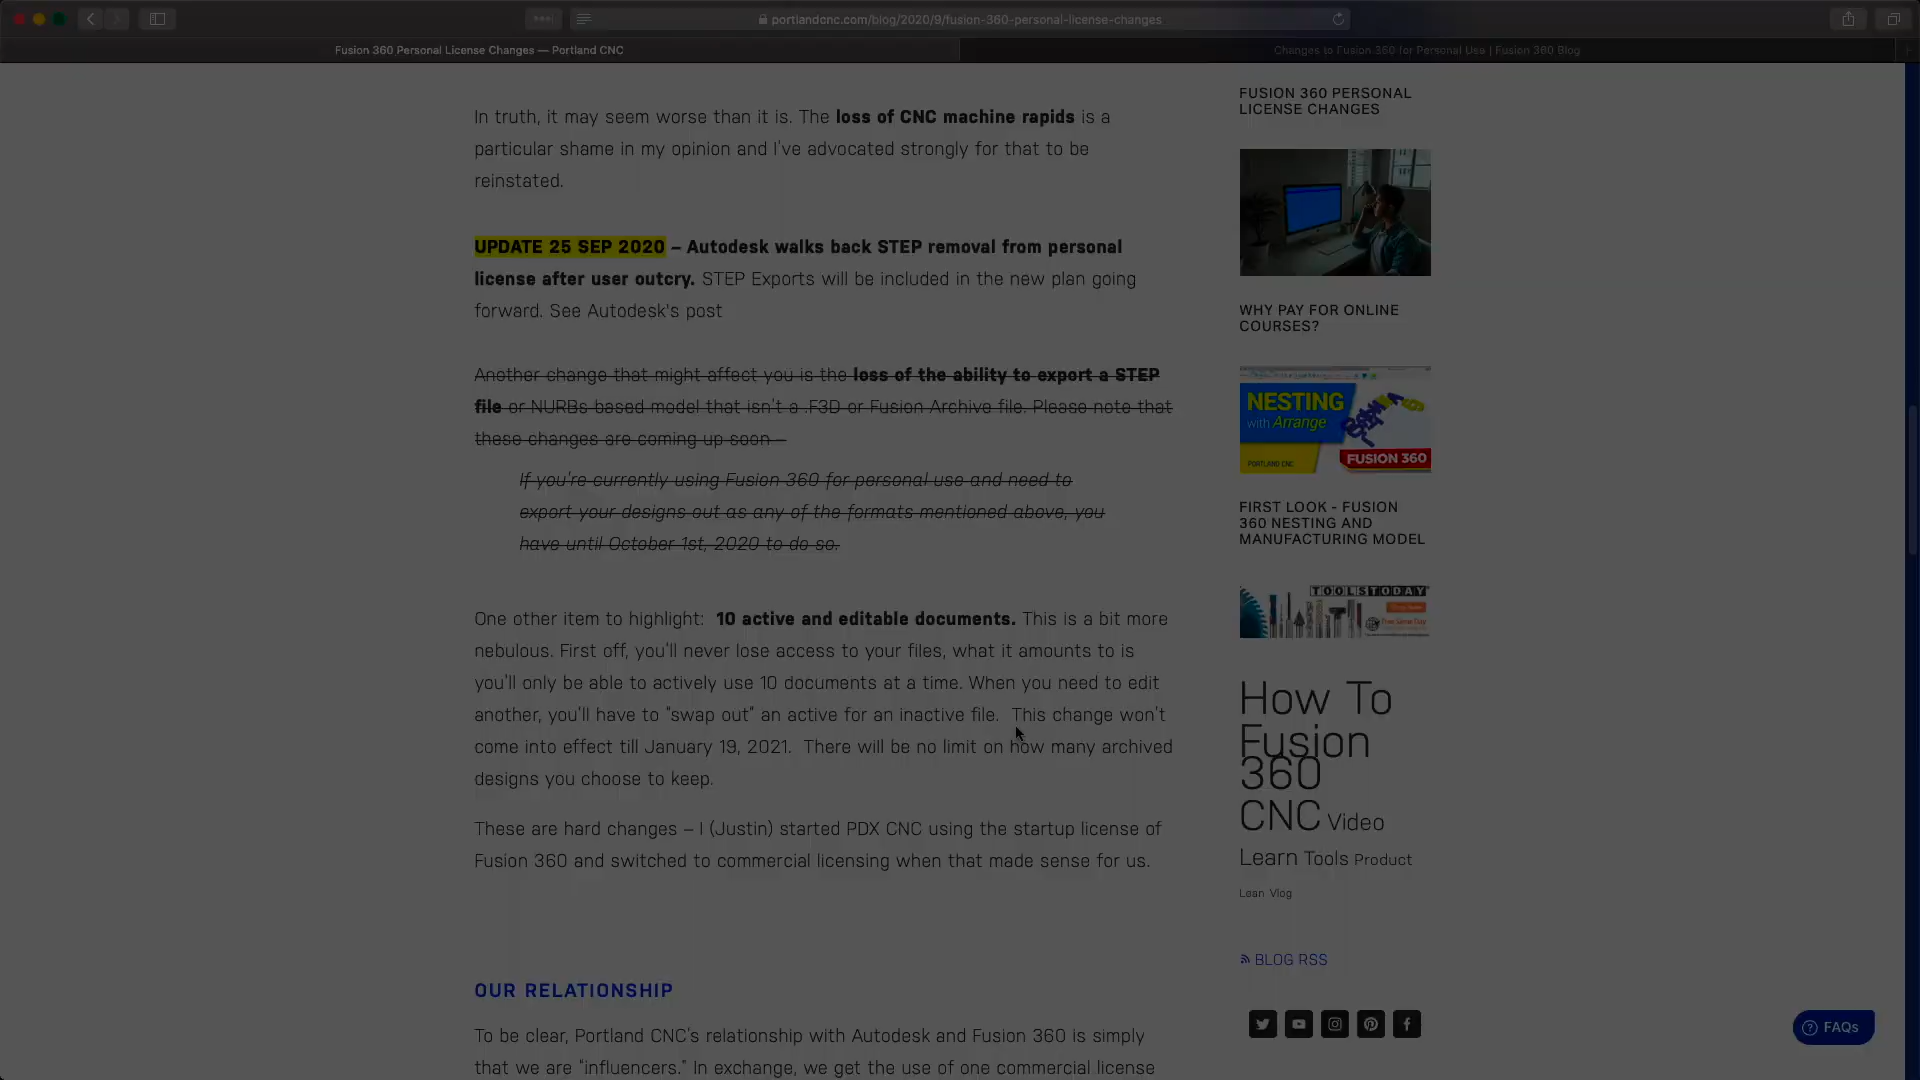 portlandcnc.com/blog/2020/9/fusion-360-personal-license-changes
Fusion 360 Personal License Changes — Portland CNC
Changes to Fusion 360 for Personal Use | Fusion 360 Blog
In truth, it may seem worse than it is. The loss of CNC machine rapids is a
particular shame in my opinion and I've advocated strongly for that to be
reinstated.
UPDATE 25 SEP 2020 – Autodesk walks back STEP removal from personal
license after user outcry. STEP Exports will be included in the new plan going
forward. See Autodesk's post
Another change that might affect you is the loss of the ability to export a STEP
file or NURBs based model that isn't a .F3D or Fusion Archive file. Please note that
these changes are coming up soon –
If you're currently using Fusion 360 for personal use and need to
export your designs out as any of the formats mentioned above, you
have until October 1st, 2020 to do so.
One other item to highlight: 10 active and editable documents. This is a bit more
nebulous. First off, you'll never lose access to your files, what it amounts to is
you'll only be able to actively use 10 documents at a time. When you need to edit
another, you'll have to "swap out" an active for an inactive file. This change won't
come into effect till January 19, 2021. There will be no limit on how many archived
designs you choose to keep.
These are hard changes – I (Justin) started PDX CNC using the startup license of
Fusion 360 and switched to commercial licensing when that made sense for us.
OUR RELATIONSHIP
To be clear, Portland CNC's relationship with Autodesk and Fusion 360 is simply
that we are "influencers." In exchange, we get the use of one commercial license
FUSION 360 PERSONAL
LICENSE CHANGES
WHY PAY FOR ONLINE
COURSES?
NESTING
with Arrange
PORTLAND CNC
FUSION 360
FIRST LOOK - FUSION
360 NESTING AND
MANUFACTURING MODEL
TOOLSTODAY
How To
Fusion
360
CNC Video
Learn Tools Product
Lean Vlog
BLOG RSS
FAQs